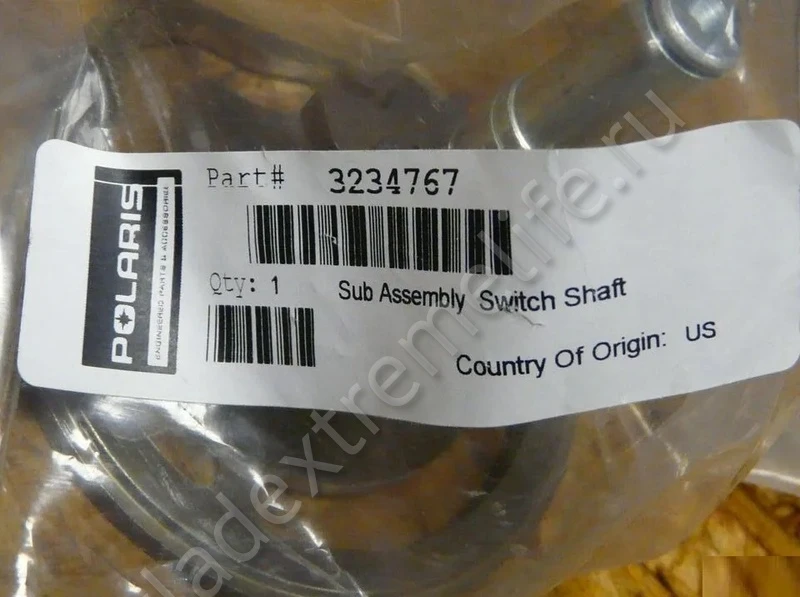 POLARIS
ENGINEERED PARTS & ACCESSORIES
Part# 3234767
Qty: 1 Sub Assembly Switch Shaft
Country Of Origin: US
ladextremelife.ru